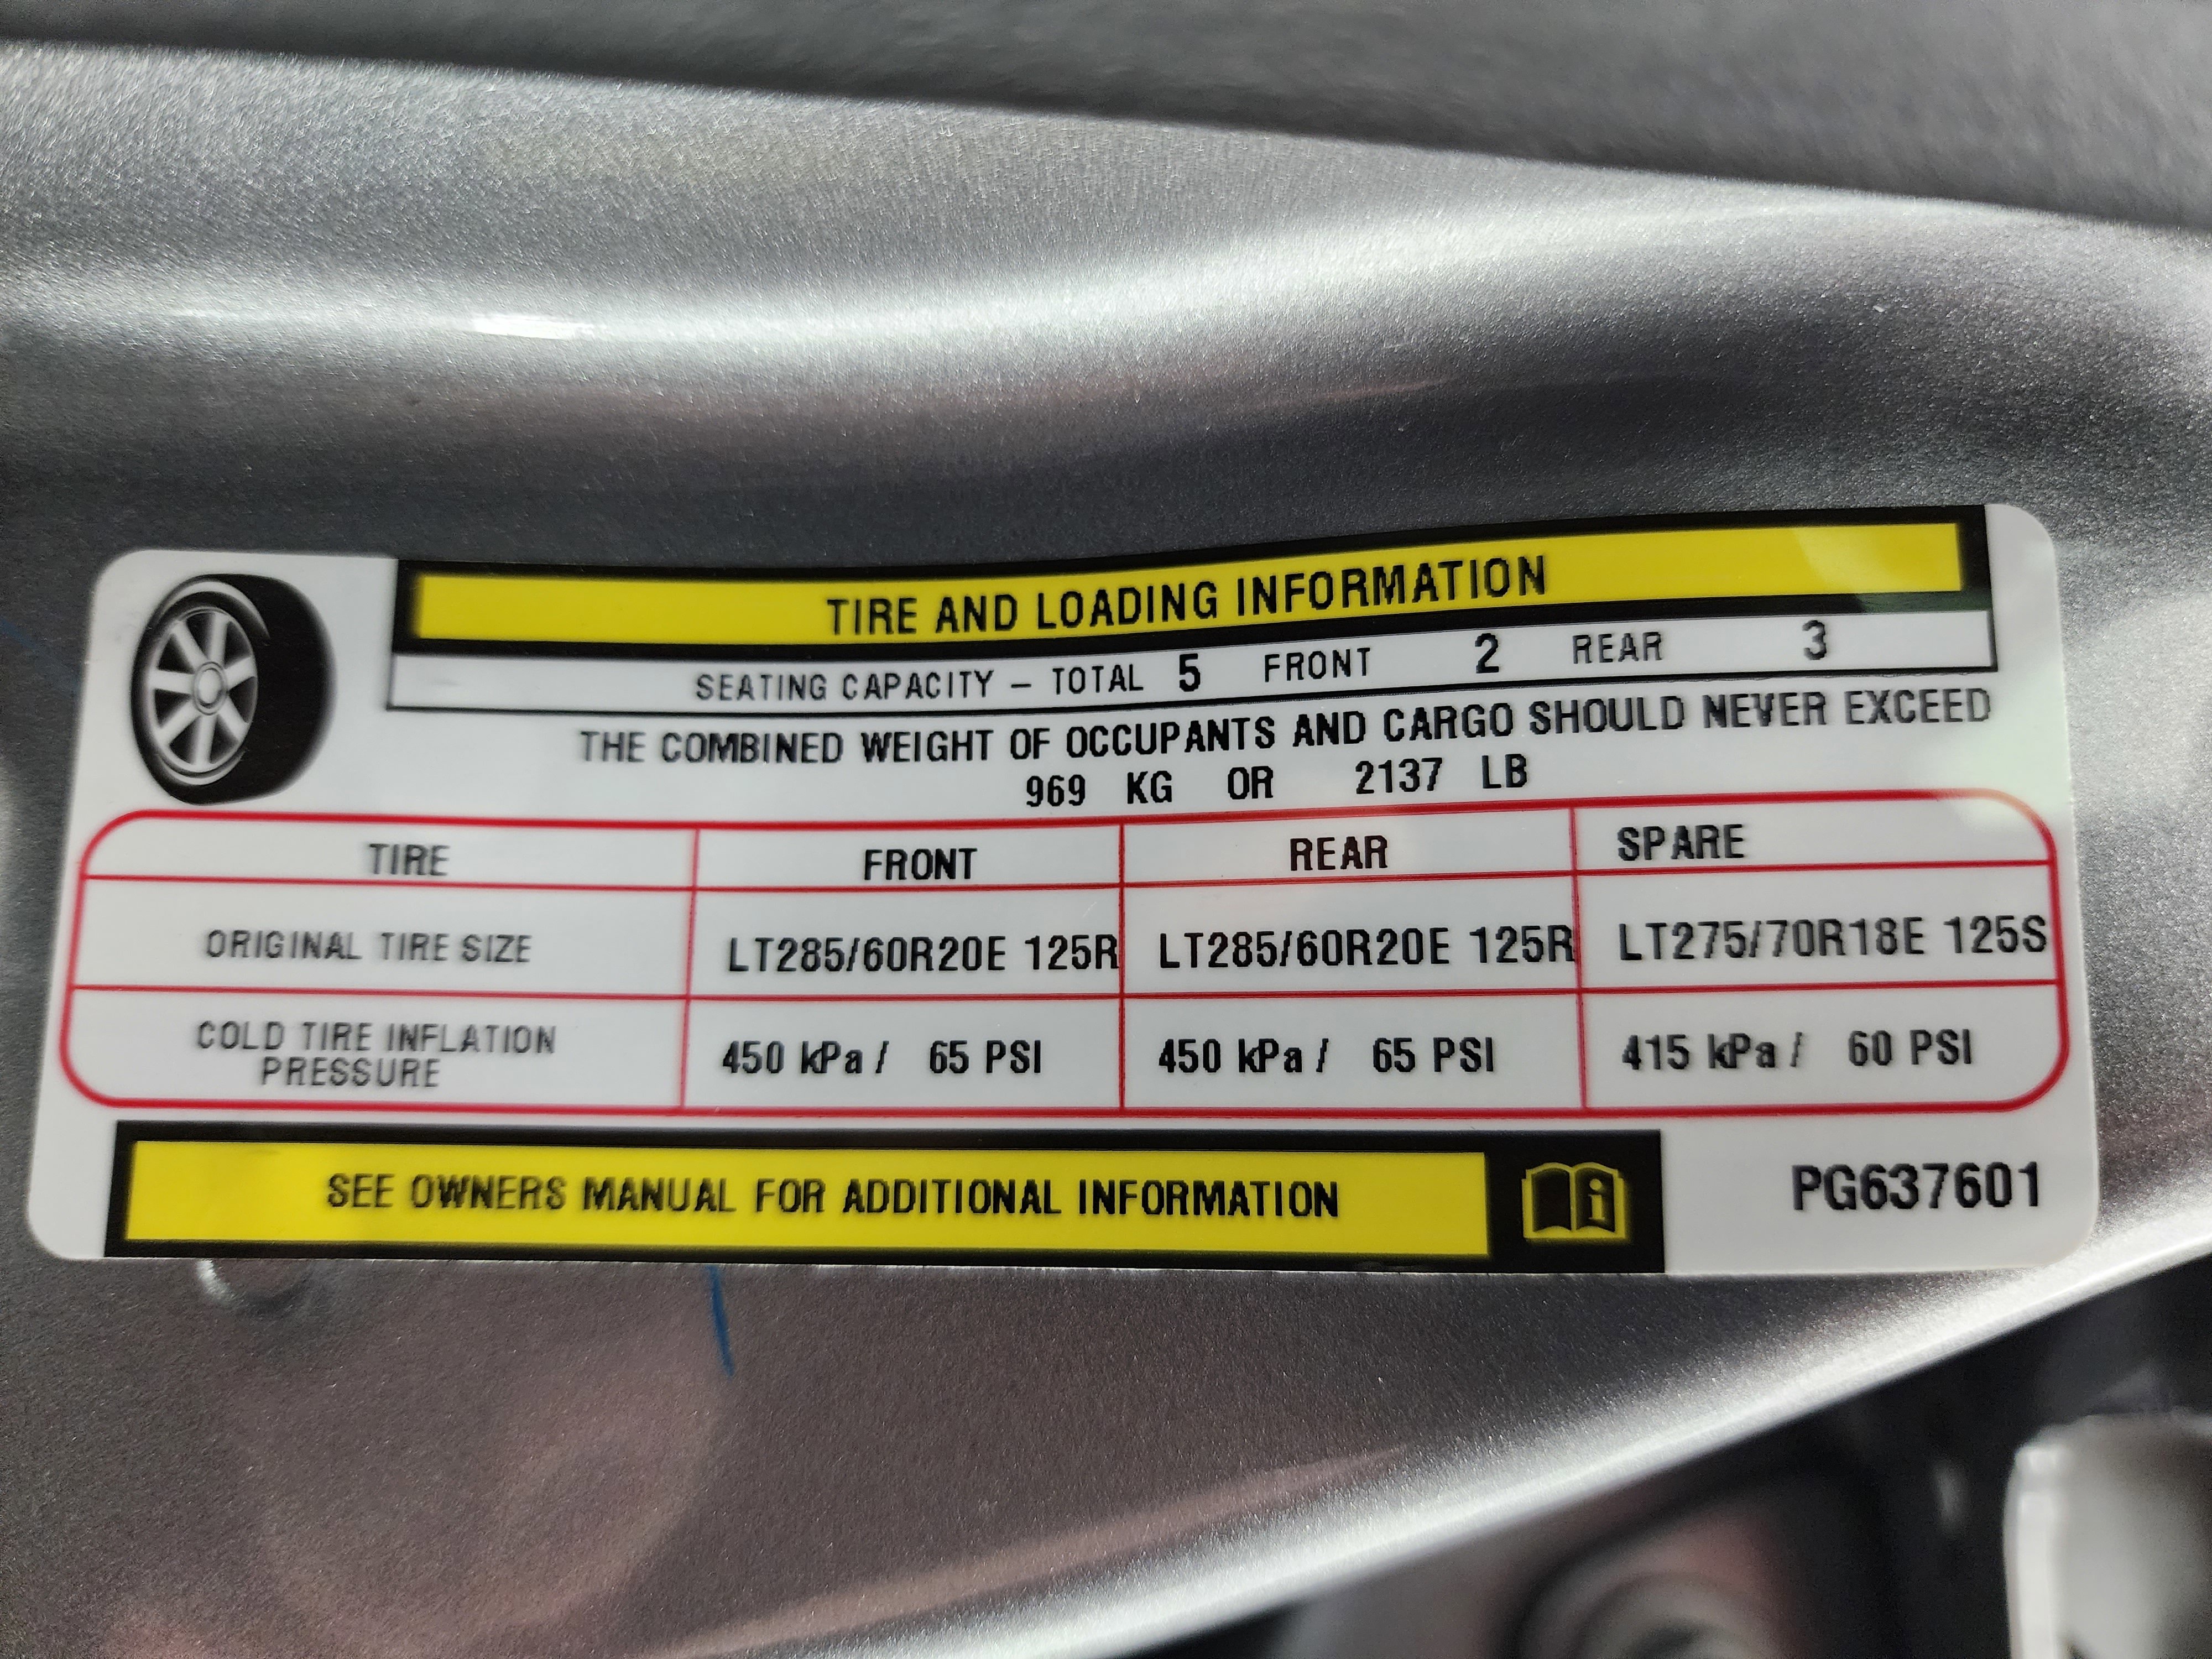 TIRE AND LOADING INFORMATION
SEATING CAPACITY – TOTAL 5 FRONT 2 REAR 3
THE COMBINED WEIGHT OF OCCUPANTS AND CARGO SHOULD NEVER EXCEED
969 KG OR 2137 LB
TIRE FRONT REAR SPARE
ORIGINAL TIRE SIZE LT285/60R20E 125R LT285/60R20E 125R LT275/70R18E 125S
COLD TIRE INFLATION
PRESSURE 450 kPa / 65 PSI 450 kPa / 65 PSI 415 kPa / 60 PSI
SEE OWNERS MANUAL FOR ADDITIONAL INFORMATION
PG637601